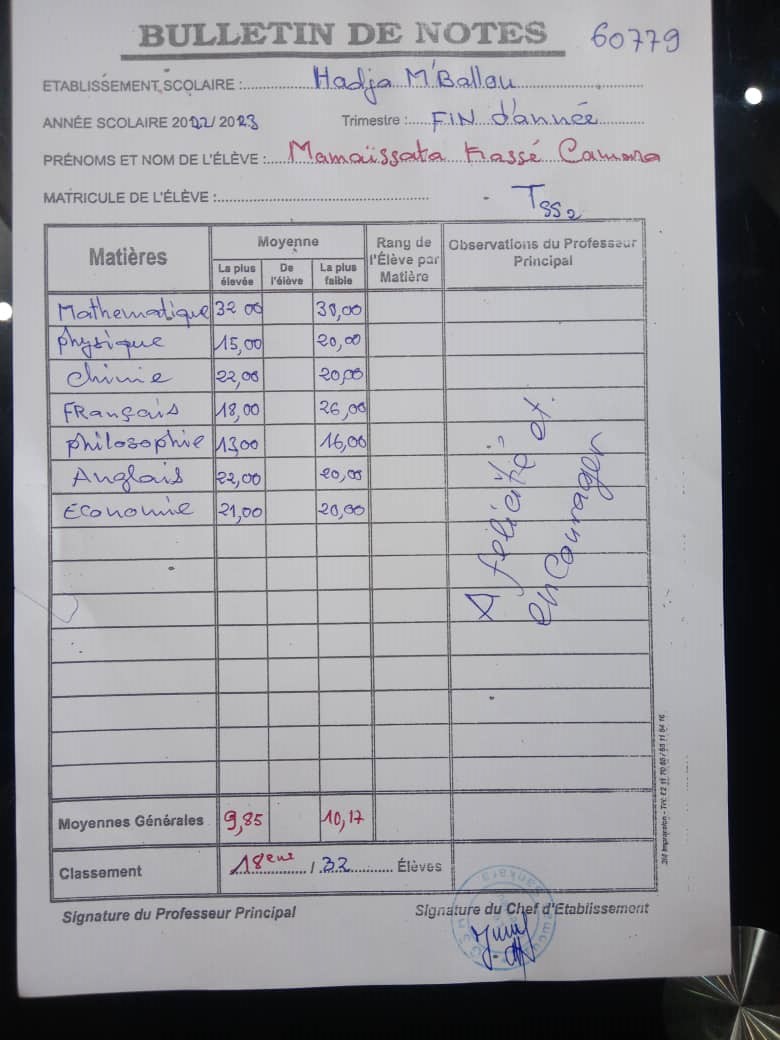 BULLETIN DE NOTES 60779
ETABLISSEMENT SCOLAIRE : Hadja M'Ballou
ANNÉE SCOLAIRE 2022/2023 Trimestre : FIN d'année
PRÉNOMS ET NOM DE L'ÉLÈVE : Mamaïssata Kassé Camara
MATRICULE DE L'ÉLÈVE :
TSS2
Matières Moyenne Rang de l'Élève par Matière Observations du Professeur Principal
La plus élevée De l'élève La plus faible
Mathematique 32,00 30,00
physique 15,00 20,00
Chimie 22,00 20,00
FRançais 18,00 26,00
philosophie 13,00 16,00
Anglais 22,00 20,00
Economie 21,00 20,00
A félicité et
encourager
Moyennes Générales 9,85 10,17
Classement 18eme / 32 Élèves
Signature du Professeur Principal Signature du Chef d'Etablissement